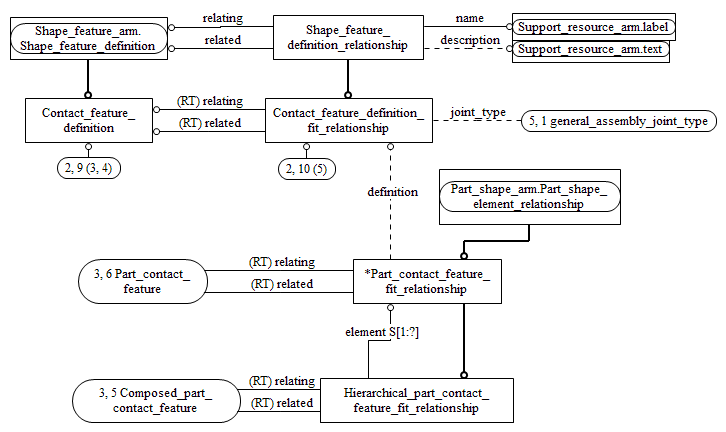 Shape_feature_arm.
Shape_feature_definition
relating
related
Shape_feature_
definition_relationship
name
description
Support_resource_arm.label
Support_resource_arm.text
Contact_feature_
definition
(RT) relating
(RT) related
Contact_feature_definition_
fit_relationship
joint_type
5, 1 general_assembly_joint_type
2, 9 (3, 4)
2, 10 (5)
definition
Part_shape_arm.Part_shape_
element_relationship
3, 6 Part_contact_
feature
(RT) relating
(RT) related
*Part_contact_feature_
fit_relationship
element S[1:?]
3, 5 Composed_part_
contact_feature
(RT) relating
(RT) related
Hierarchical_part_contact_
feature_fit_relationship